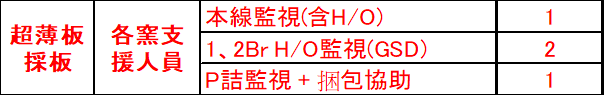 超薄板
採板
各窯支
援人員
本線監視(含H/O)
1
1、2Br H/O監視(GSD)
2
P詰監視 + 捆包協助
1